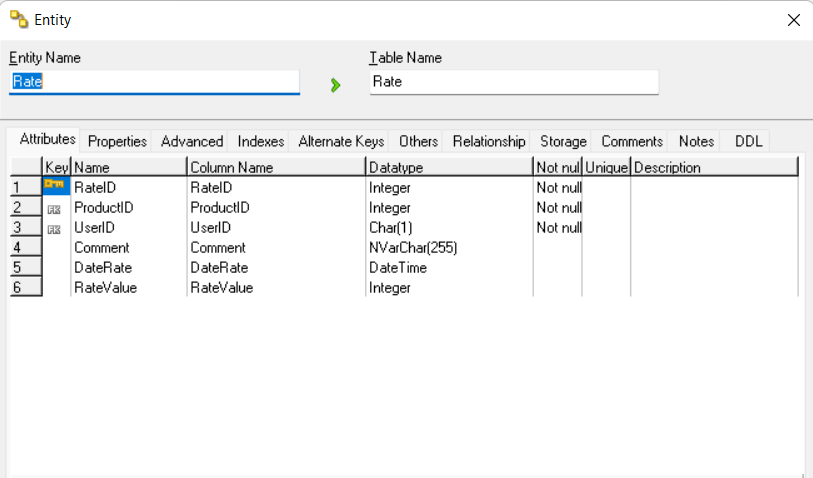 Entity
Entity Name Table Name
Rate Rate
Attributes Properties Advanced Indexes Alternate Keys Others Relationship Storage Comments Notes DDL
Key Name Column Name Datatype Not nul Unique Description
1 RateID RateID Integer Not null
2 FK ProductID ProductID Integer Not null
3 FK UserID UserID Char(1) Not null
4 Comment Comment NVarChar(255)
5 DateRate DateRate DateTime
6 RateValue RateValue Integer